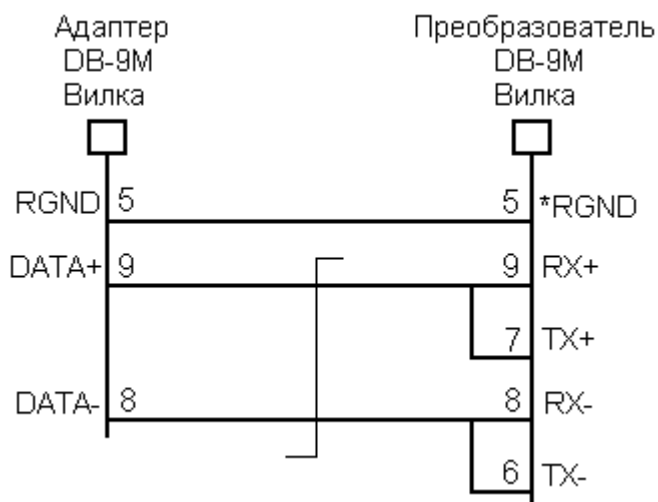 Адаптер Преобразователь
DB-9M DB-9M
Вилка Вилка
RGND 5 5 *RGND
DATA+ 9 9 RX+
7 TX+
DATA- 8 8 RX-
6 TX-